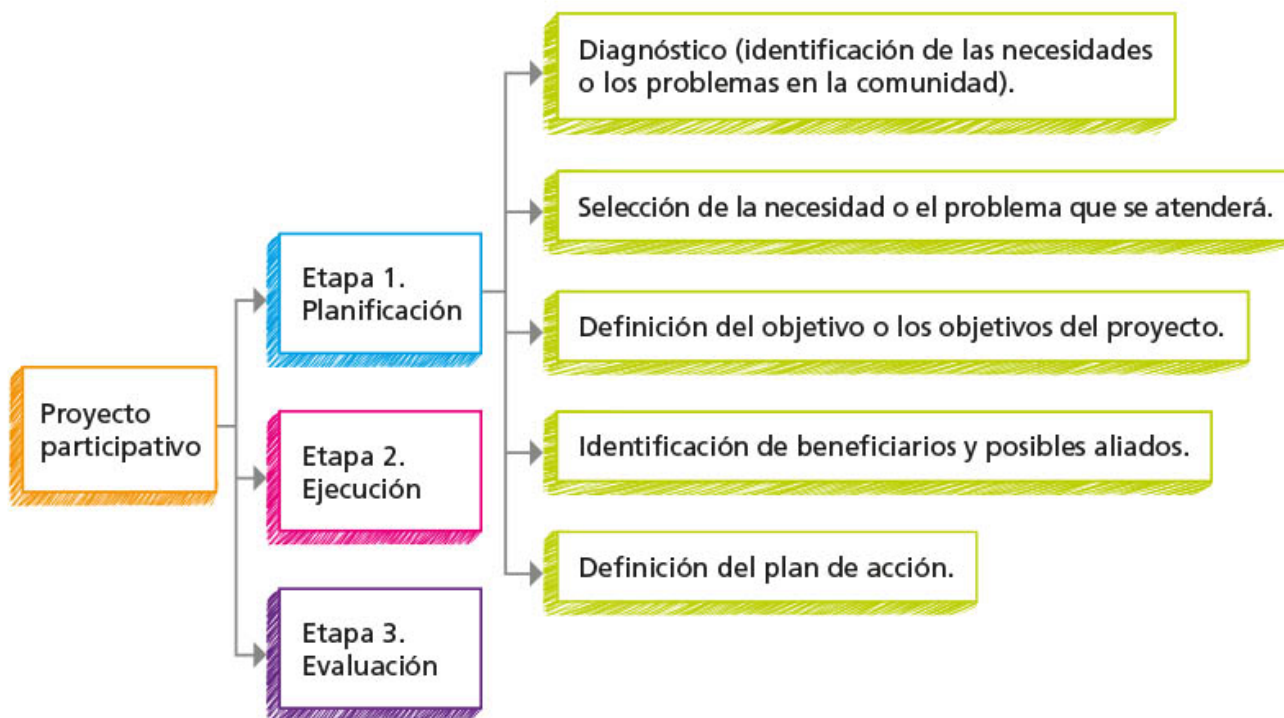 Proyecto
participativo
Etapa 1.
Planificación
Diagnóstico (identificación de las necesidades
o los problemas en la comunidad).
Selección de la necesidad o el problema que se atenderá.
Definición del objetivo o los objetivos del proyecto.
Identificación de beneficiarios y posibles aliados.
Definición del plan de acción.
Etapa 2.
Ejecución
Etapa 3.
Evaluación